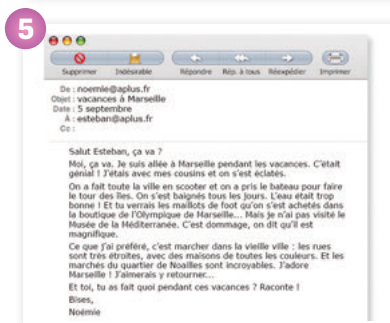 5
Supprimer Indésirable Répondre Rép. à tous Réexpédier Imprimer
De : noemie@aplus.fr
Objet : vacances à Marseille
Date : 5 septembre
À : esteban@aplus.fr
Cc :
Salut Esteban, ça va ?
Moi, ça va. Je suis allée à Marseille pendant les vacances. C'était
génial ! J'étais avec mes cousins et on s'est éclatés.
On a fait toute la ville en scooter et on a pris le bateau pour faire
le tour des îles. On s'est baignés tous les jours. L'eau était trop
bonne ! Et tu verrais les maillots de foot qu'on s'est achetés dans
la boutique de l'Olympique de Marseille... Mais je n'ai pas visité le
Musée de la Méditerranée. C'est dommage, on dit qu'il est
magnifique.
Ce que j'ai préféré, c'est marcher dans la vieille ville : les rues
sont très étroites, avec des maisons de toutes les couleurs. Et les
marchés du quartier de Noailles sont incroyables. J'adore
Marseille ! J'aimerais y retourner...
Et toi, tu as fait quoi pendant ces vacances ? Raconte !
Bises,
Noémie